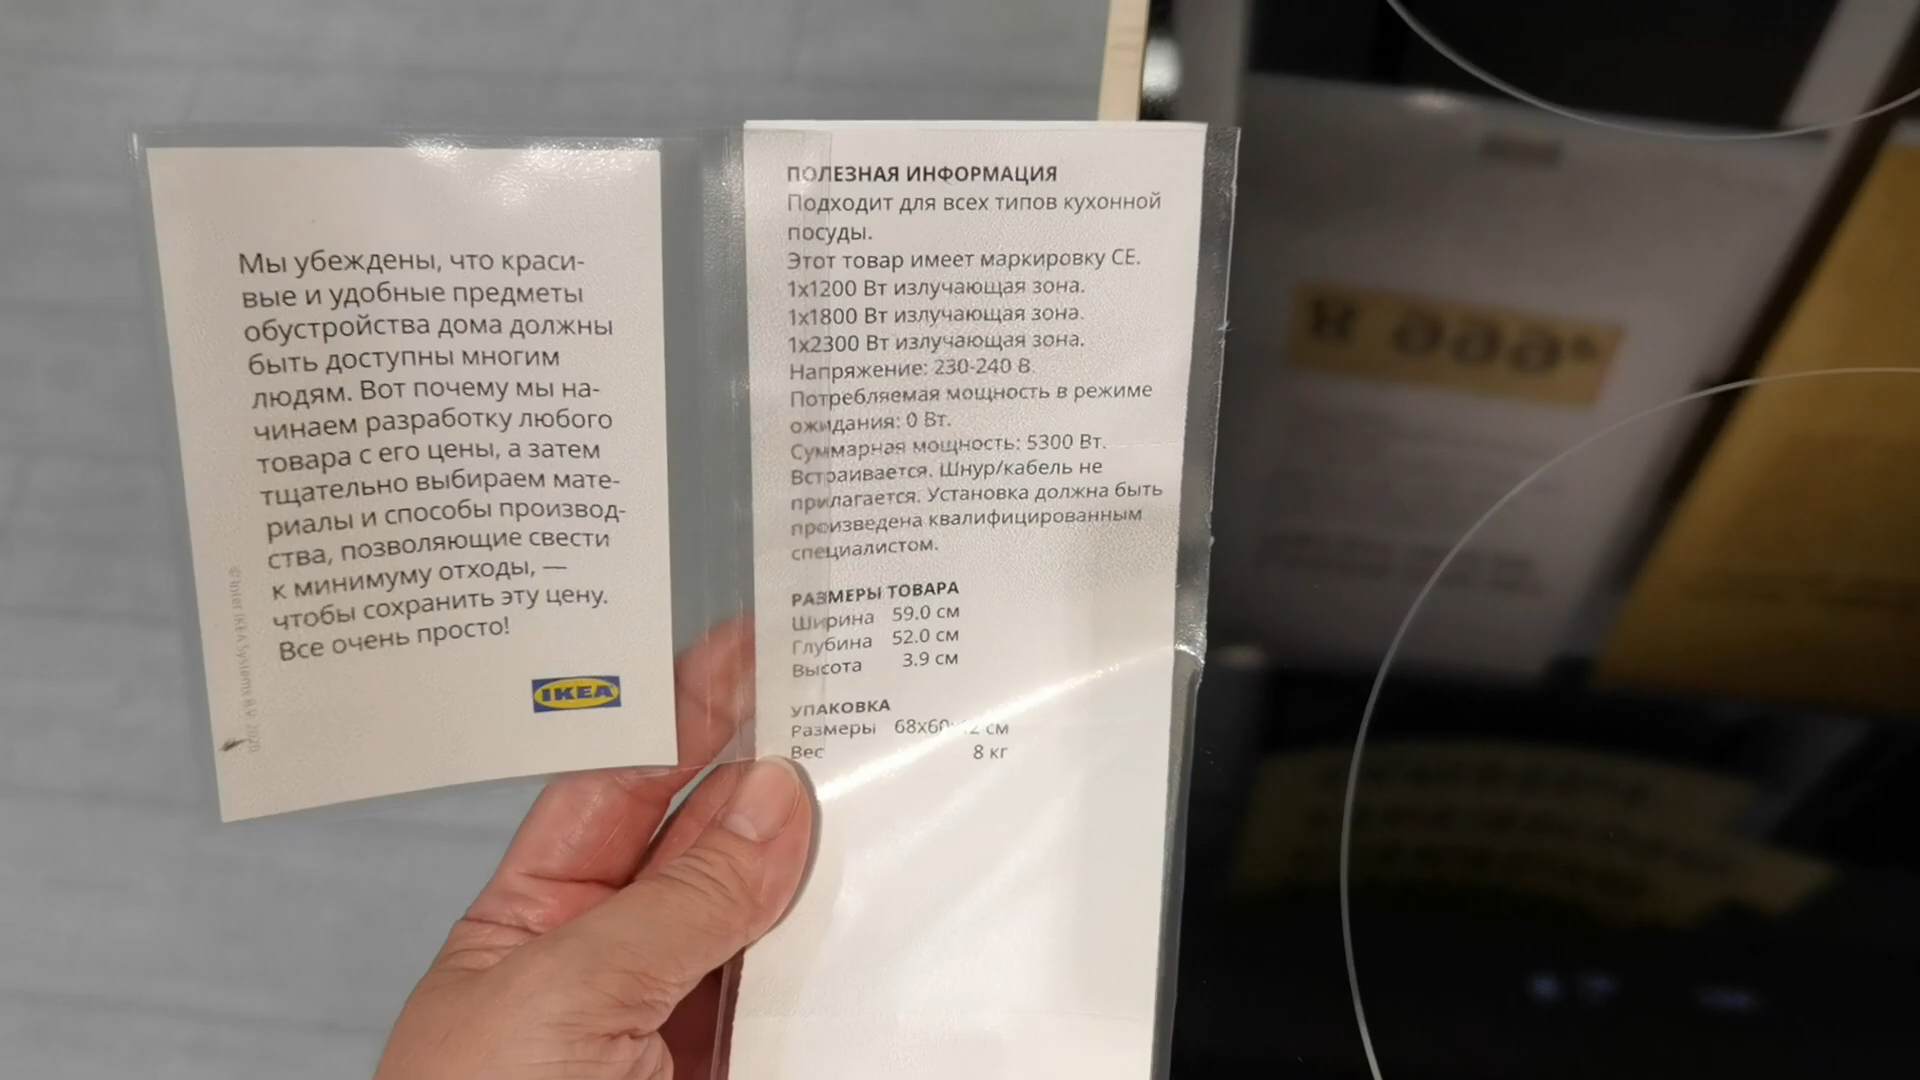 Мы убеждены, что краси-
вые и удобные предметы
обустройства дома должны
быть доступны многим
людям. Вот почему мы на-
чинаем разработку любого
товара с его цены, а затем
тщательно выбираем мате-
риалы и способы производ-
ства, позволяющие свести
к минимуму отходы, —
чтобы сохранить эту цену.
Все очень просто!
IKEA
© Inter IKEA Systems B.V. 2020
ПОЛЕЗНАЯ ИНФОРМАЦИЯ
Подходит для всех типов кухонной
посуды.
Этот товар имеет маркировку CE.
1x1200 Вт излучающая зона.
1x1800 Вт излучающая зона.
1x2300 Вт излучающая зона.
Напряжение: 230-240 В.
Потребляемая мощность в режиме
ожидания: 0 Вт.
Суммарная мощность: 5300 Вт.
Встраивается. Шнур/кабель не
прилагается. Установка должна быть
произведена квалифицированным
специалистом.
РАЗМЕРЫ ТОВАРА
Ширина 59.0 см
Глубина 52.0 см
Высота 3.9 см
УПАКОВКА
Размеры см
Вес 8 кг